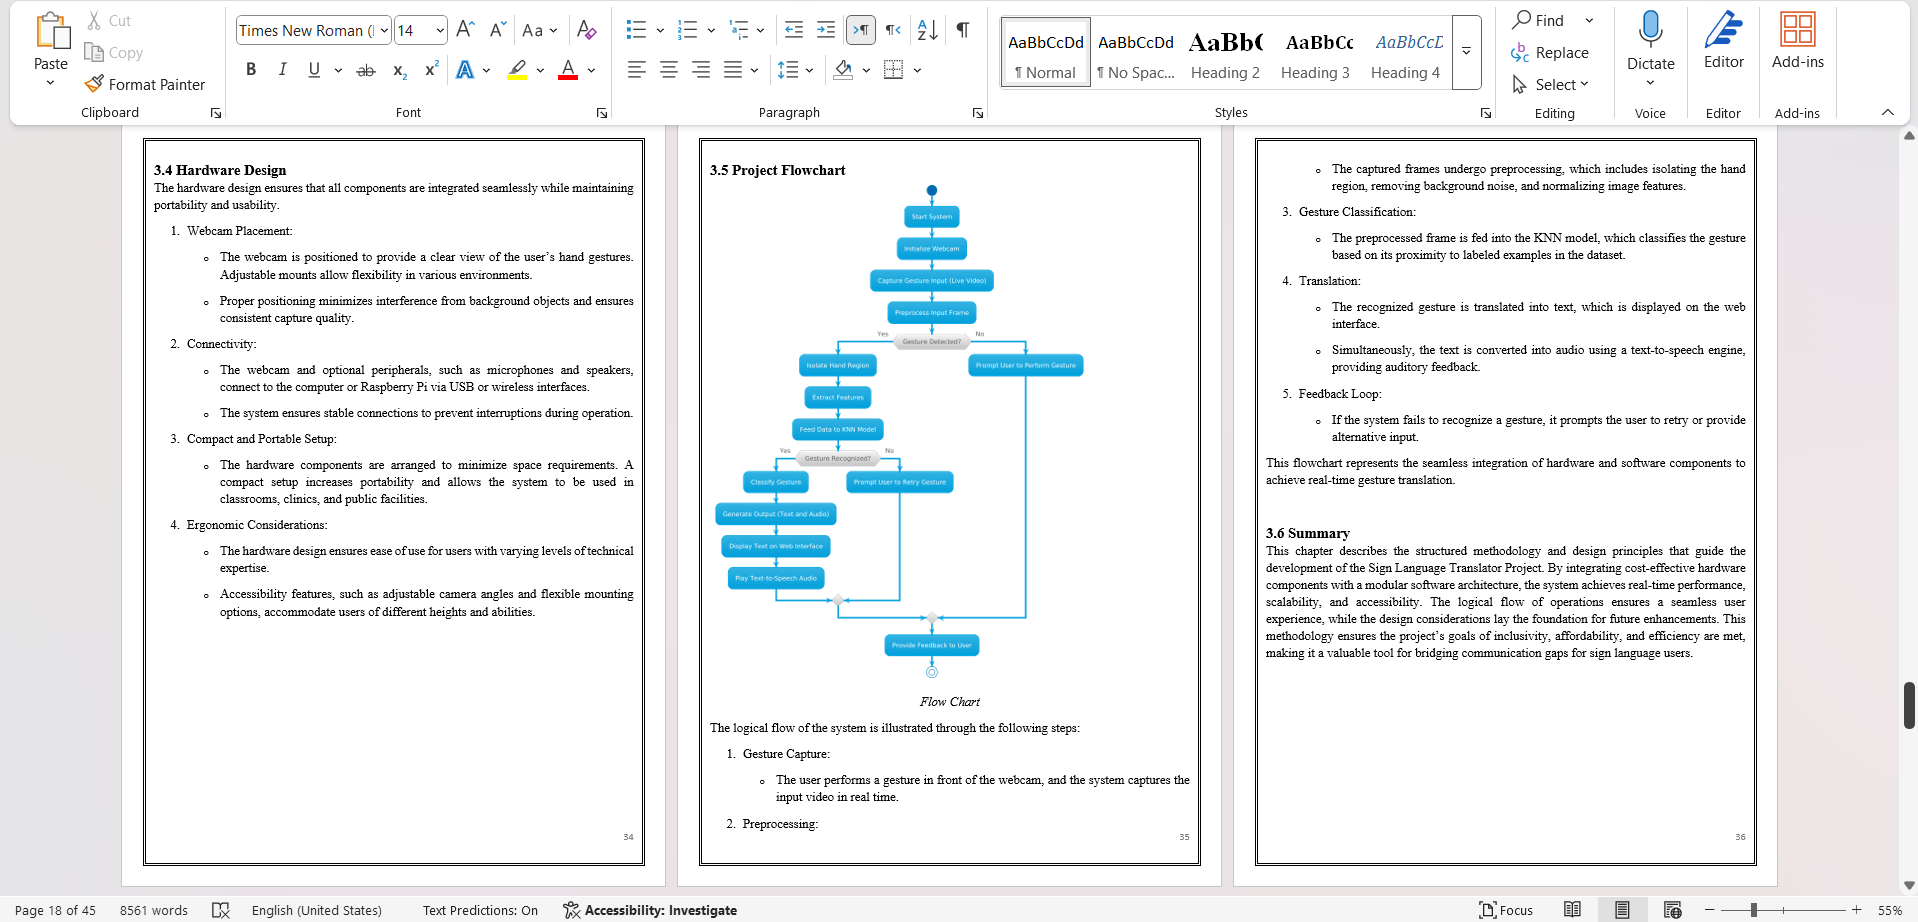 Paste
Cut
Copy
Format Painter
Clipboard
Times New Roman (
14
Aa
B I U ab x₂ x² A A
Font
Paragraph
AaBbCcDd
¶ Normal
AaBbCcDd
¶ No Spac...
AaBb(
Heading 2
AaBbCc
Heading 3
AaBbCcD
Heading 4
Styles
Find
Replace
Select
Editing
Dictate
Voice
Editor
Editor
Add-ins
Add-ins
3.4 Hardware Design
The hardware design ensures that all components are integrated seamlessly while maintaining
portability and usability.
1. Webcam Placement:
o The webcam is positioned to provide a clear view of the user’s hand gestures.
Adjustable mounts allow flexibility in various environments.
o Proper positioning minimizes interference from background objects and ensures
consistent capture quality.
2. Connectivity:
o The webcam and optional peripherals, such as microphones and speakers,
connect to the computer or Raspberry Pi via USB or wireless interfaces.
o The system ensures stable connections to prevent interruptions during operation.
3. Compact and Portable Setup:
o The hardware components are arranged to minimize space requirements. A
compact setup increases portability and allows the system to be used in
classrooms, clinics, and public facilities.
4. Ergonomic Considerations:
o The hardware design ensures ease of use for users with varying levels of technical
expertise.
o Accessibility features, such as adjustable camera angles and flexible mounting
options, accommodate users of different heights and abilities.
34
3.5 Project Flowchart
Start System
Initialize Webcam
Capture Gesture Input (Live Video)
Preprocess Input Frame
Yes
Gesture Detected?
No
Isolate Hand Region
Prompt User to Perform Gesture
Extract Features
Feed Data to KNN Model
Yes
Gesture Recognized?
No
Classify Gesture
Prompt User to Retry Gesture
Generate Output (Text and Audio)
Display Text on Web Interface
Play Text-to-Speech Audio
Provide Feedback to User
Flow Chart
The logical flow of the system is illustrated through the following steps:
1. Gesture Capture:
o The user performs a gesture in front of the webcam, and the system captures the
input video in real time.
2. Preprocessing:
35
o The captured frames undergo preprocessing, which includes isolating the hand
region, removing background noise, and normalizing image features.
3. Gesture Classification:
o The preprocessed frame is fed into the KNN model, which classifies the gesture
based on its proximity to labeled examples in the dataset.
4. Translation:
o The recognized gesture is translated into text, which is displayed on the web
interface.
o Simultaneously, the text is converted into audio using a text-to-speech engine,
providing auditory feedback.
5. Feedback Loop:
o If the system fails to recognize a gesture, it prompts the user to retry or provide
alternative input.
This flowchart represents the seamless integration of hardware and software components to
achieve real-time gesture translation.
3.6 Summary
This chapter describes the structured methodology and design principles that guide the
development of the Sign Language Translator Project. By integrating cost-effective hardware
components with a modular software architecture, the system achieves real-time performance,
scalability, and accessibility. The logical flow of operations ensures a seamless user
experience, while the design considerations lay the foundation for future enhancements. This
methodology ensures the project’s goals of inclusivity, affordability, and efficiency are met,
making it a valuable tool for bridging communication gaps for sign language users.
36
Page 18 of 45
8561 words
English (United States)
Text Predictions: On
Accessibility: Investigate
Focus
55%